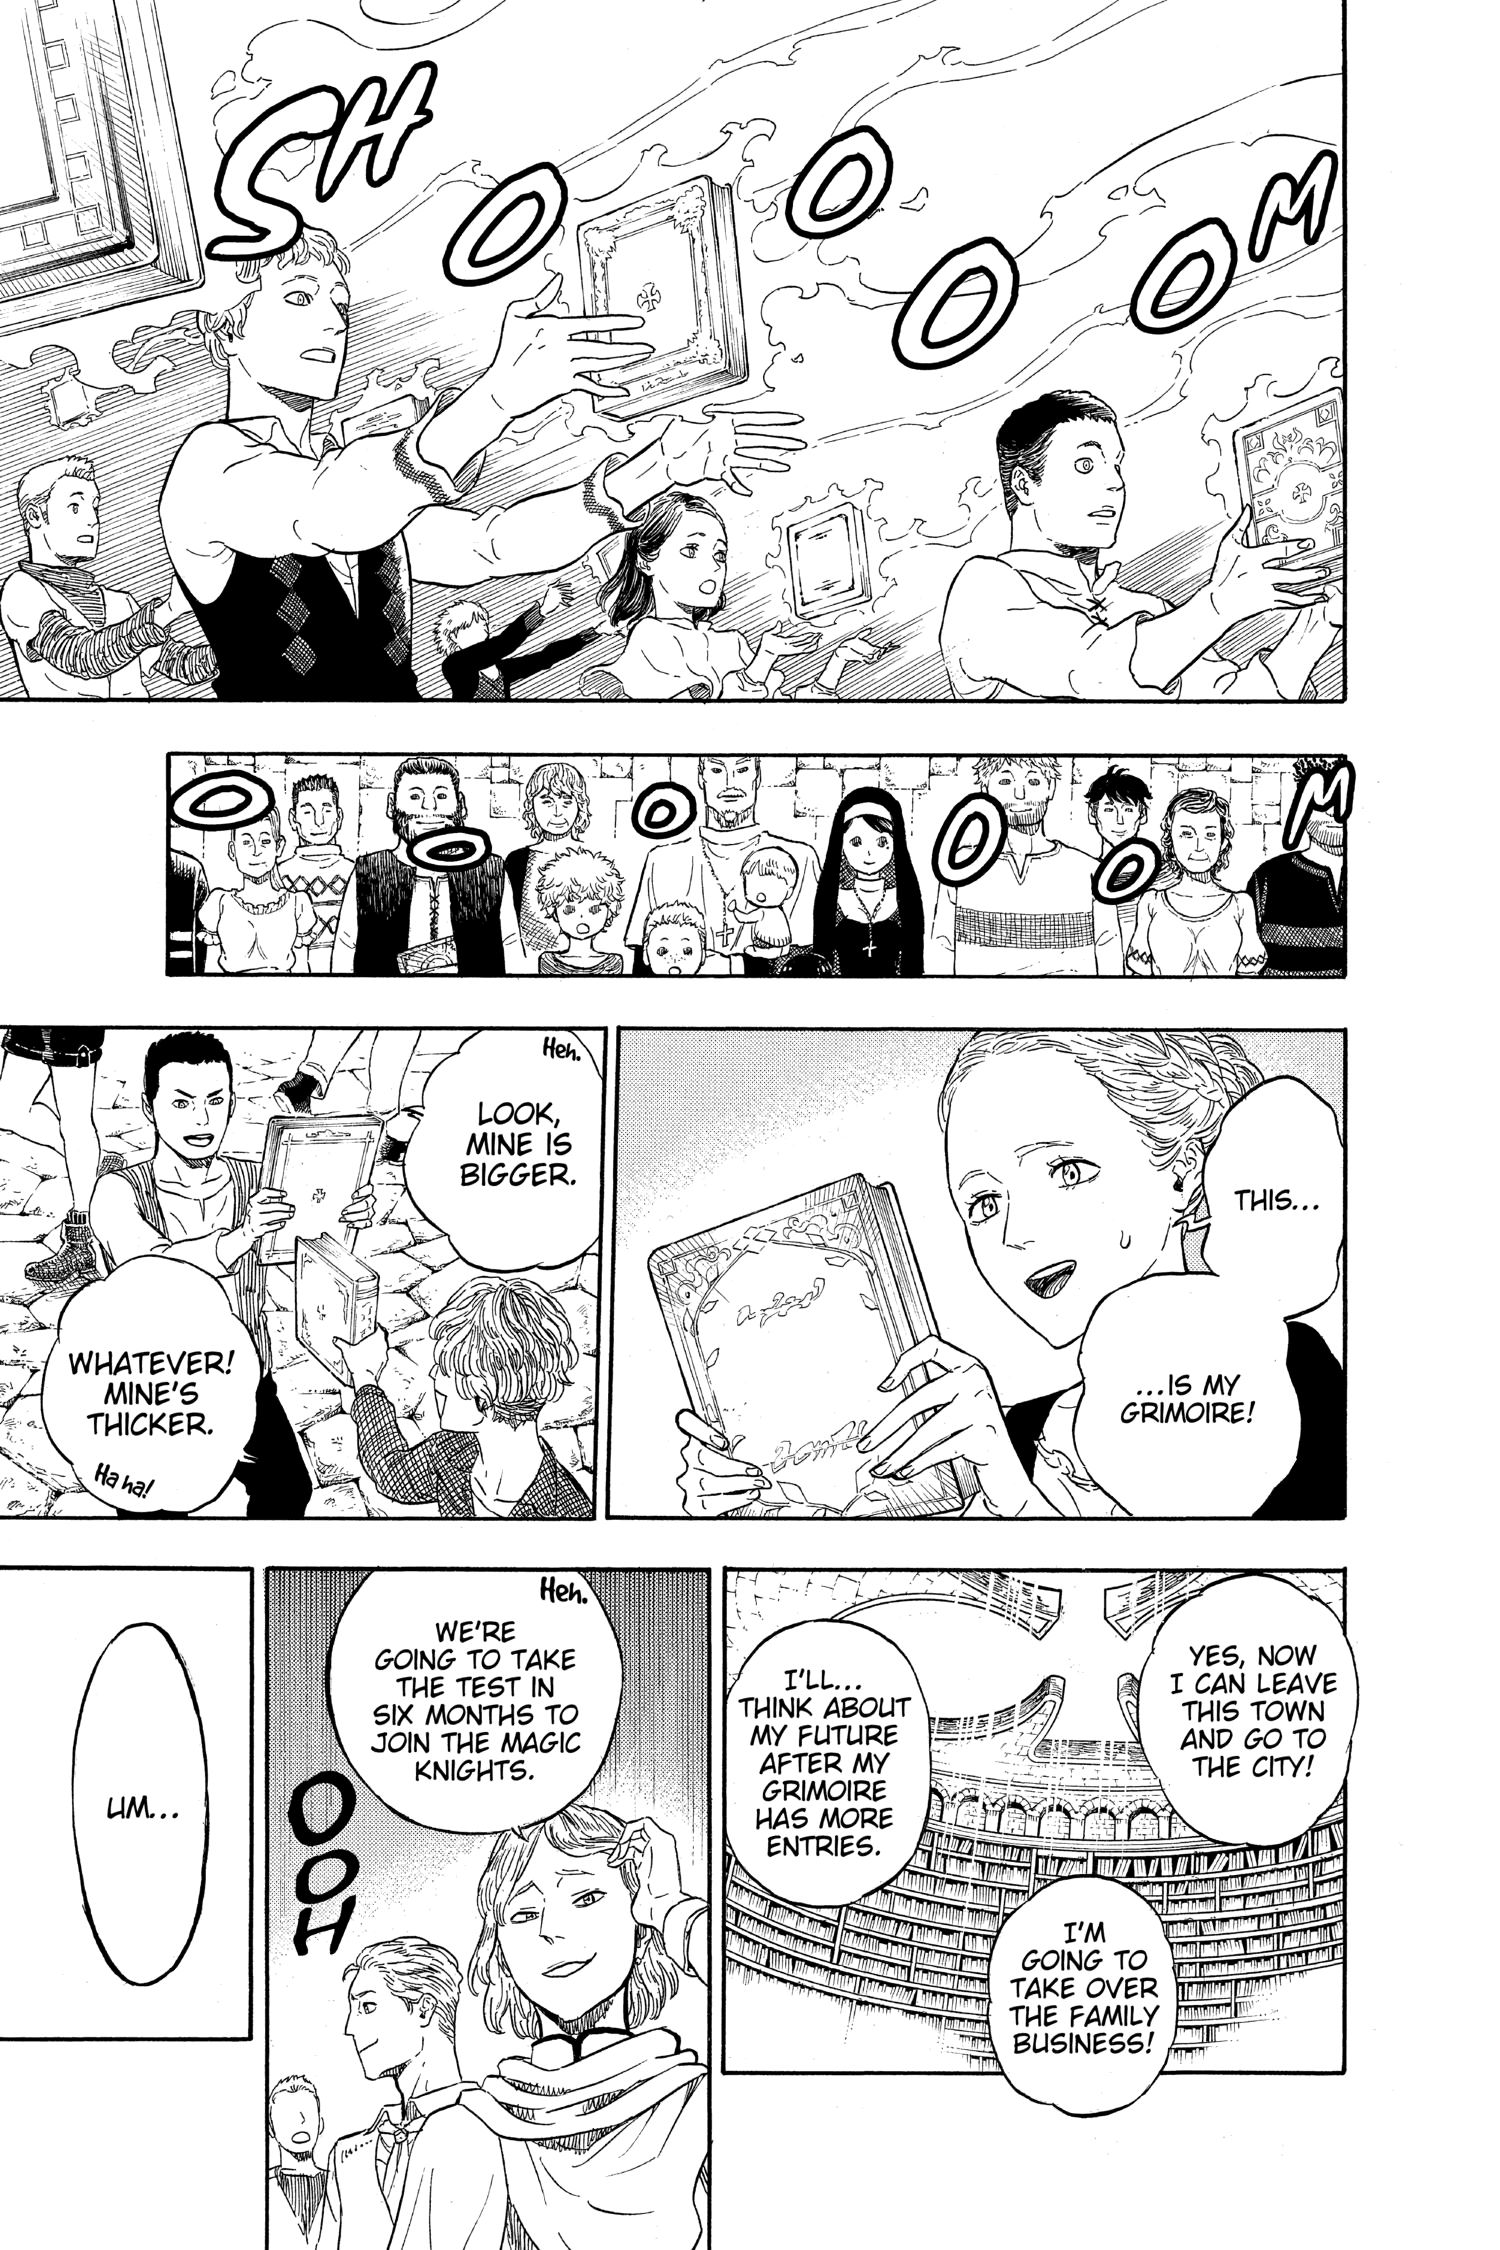 SHOOOOM
OOOOOM
THIS...
...IS MY
GRIMOIRE!
Heh.
LOOK,
MINE IS
BIGGER.
WHATEVER!
MINE'S
THICKER.
Ha ha!
YES, NOW
I CAN LEAVE
THIS TOWN
AND GO TO
THE CITY!
I'LL...
THINK ABOUT
MY FUTURE
AFTER MY
GRIMOIRE
HAS MORE
ENTRIES.
I'M
GOING TO
TAKE OVER
THE FAMILY
BUSINESS!
Heh.
WE'RE
GOING TO TAKE
THE TEST IN
SIX MONTHS TO
JOIN THE MAGIC
KNIGHTS.
OOH
UM...